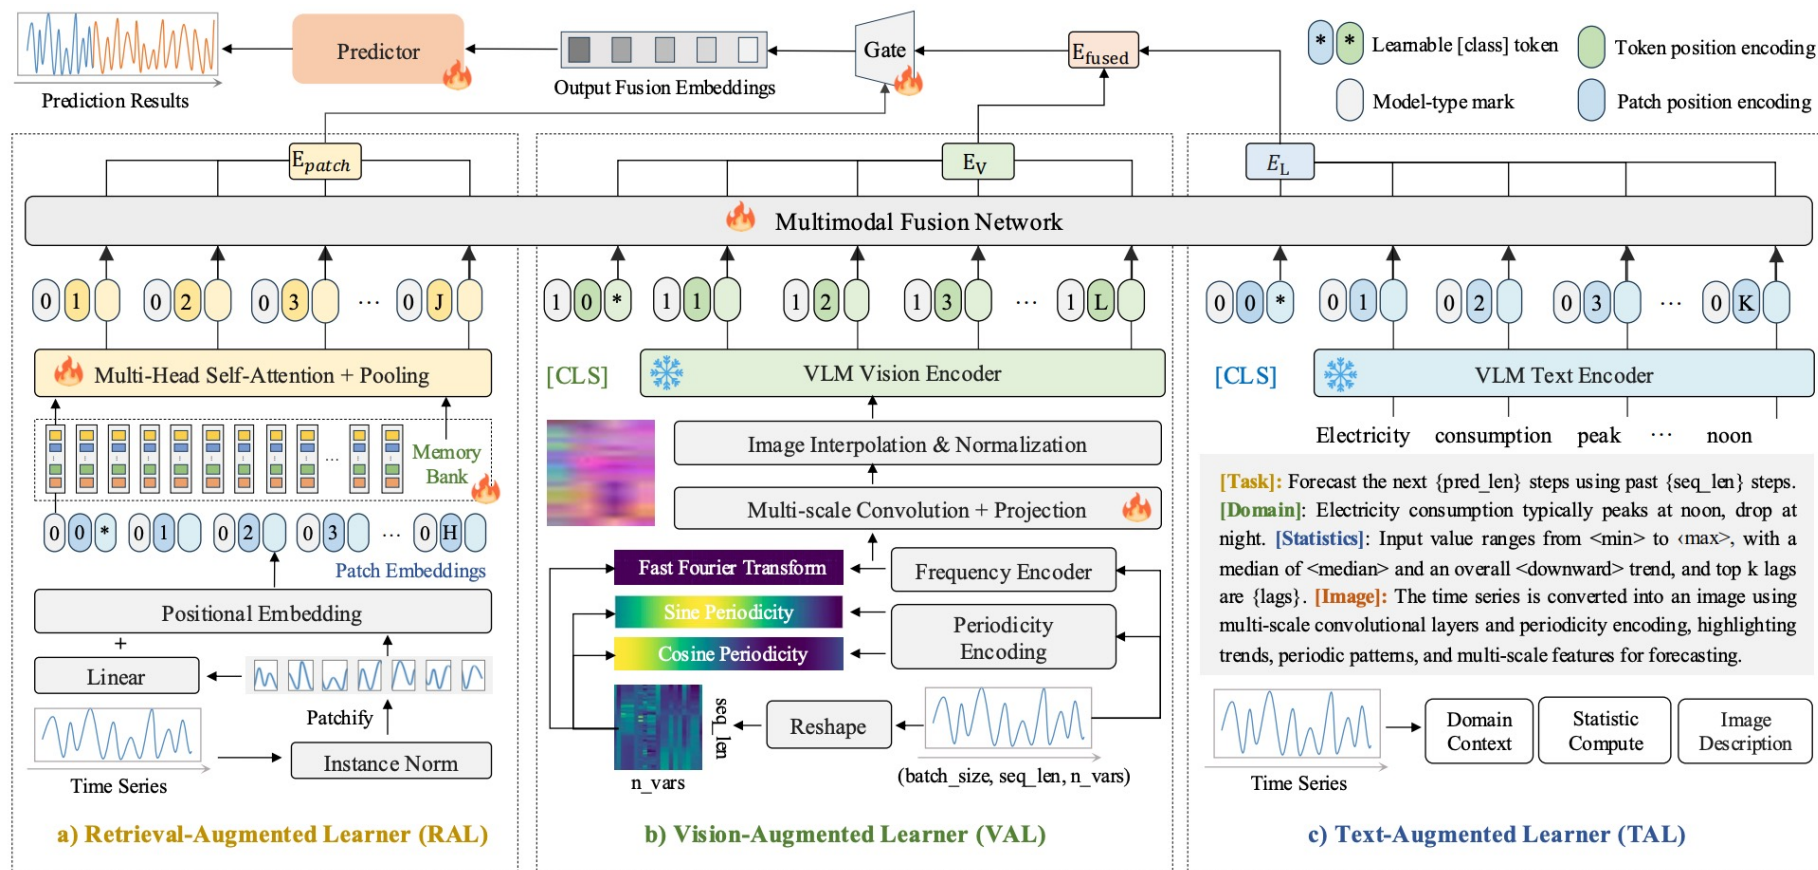 Prediction Results
Predictor
Output Fusion Embeddings
Gate
E_fused
* * Learnable [class] token
Token position encoding
Model-type mark
Patch position encoding
E_patch
E_V
E_L
Multimodal Fusion Network
0 1
0 2
0 3
...
0 J
1 0 *
1 1
1 2
1 3
...
1 L
0 0 *
0 1
0 2
0 3
...
0 K
Multi-Head Self-Attention + Pooling
...
Memory
Bank
0 0 *
0 1
0 2
0 3
...
0 H
Patch Embeddings
Positional Embedding
+
Linear
Patchify
Instance Norm
Time Series
a) Retrieval-Augmented Learner (RAL)
[CLS]
VLM Vision Encoder
Image Interpolation & Normalization
Multi-scale Convolution + Projection
Fast Fourier Transform
Frequency Encoder
Sine Periodicity
Cosine Periodicity
Periodicity
Encoding
seq_len
n_vars
Reshape
(batch_size, seq_len, n_vars)
b) Vision-Augmented Learner (VAL)
[CLS]
VLM Text Encoder
Electricity consumption peak ... noon
[Task]: Forecast the next {pred_len} steps using past {seq_len} steps.
[Domain]: Electricity consumption typically peaks at noon, drop at
night. [Statistics]: Input value ranges from <min> to <max>, with a
median of <median> and an overall <downward> trend, and top k lags
are {lags}. [Image]: The time series is converted into an image using
multi-scale convolutional layers and periodicity encoding, highlighting
trends, periodic patterns, and multi-scale features for forecasting.
Time Series
Domain
Context
Statistic
Compute
Image
Description
c) Text-Augmented Learner (TAL)